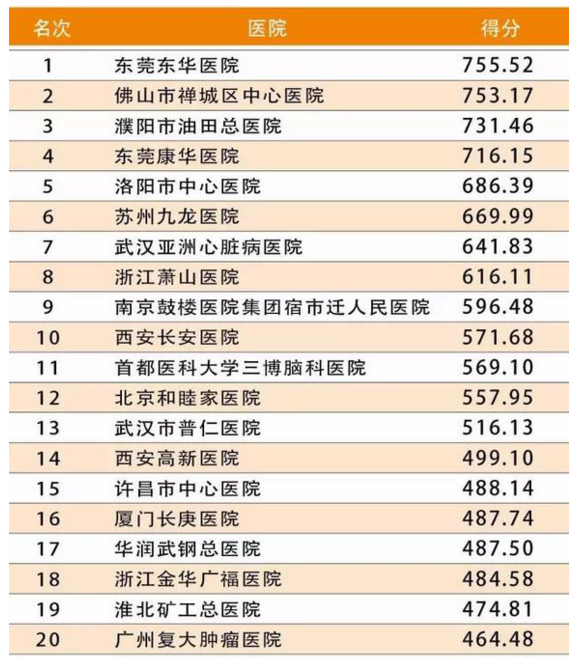 名次 医院 得分
1 东莞东华医院 755.52
2 佛山市禅城区中心医院 753.17
3 濮阳市油田总医院 731.46
4 东莞康华医院 716.15
5 洛阳市中心医院 686.39
6 苏州九龙医院 669.99
7 武汉亚洲心脏病医院 641.83
8 浙江萧山医院 616.11
9 南京鼓楼医院集团宿市迁人民医院 596.48
10 西安长安医院 571.68
11 首都医科大学三博脑科医院 569.10
12 北京和睦家医院 557.95
13 武汉市普仁医院 516.13
14 西安高新医院 499.10
15 许昌市中心医院 488.14
16 厦门长庚医院 487.74
17 华润武钢总医院 487.50
18 浙江金华广福医院 484.58
19 淮北矿工总医院 474.81
20 广州复大肿瘤医院 464.48